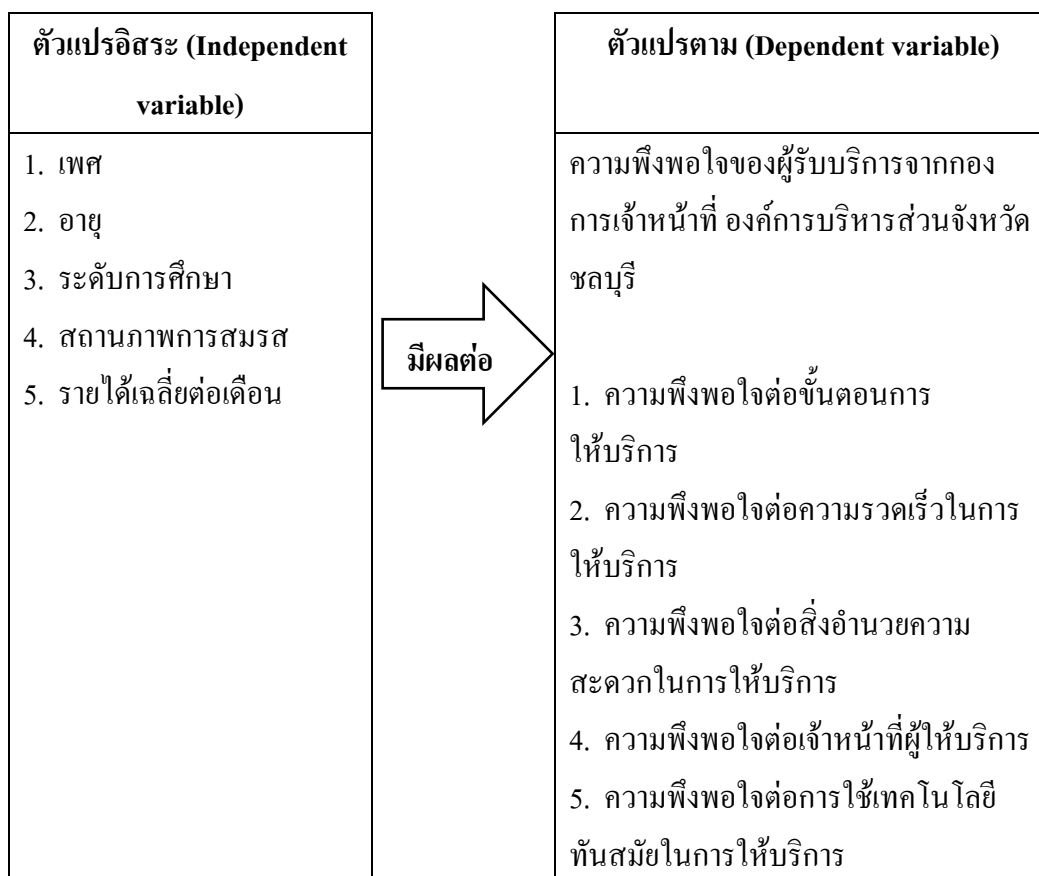 ตัวแปรอิสระ (Independent
variable)
1. เพศ
2. อายุ
3. ระดับการศึกษา
4. สถานภาพการสมรส
5. รายได้เฉลี่ยต่อเดือน
มีผลต่อ
ตัวแปรตาม (Dependent variable)
ความพึงพอใจของผู้รับบริการจากกอง
การเจ้าหน้าที่ องค์การบริหารส่วนจังหวัด
ชลบุรี
1. ความพึงพอใจต่อขั้นตอนการ
ให้บริการ
2. ความพึงพอใจต่อความรวดเร็วในการ
ให้บริการ
3. ความพึงพอใจต่อสิ่งอำนวยความ
สะดวกในการให้บริการ
4. ความพึงพอใจต่อเจ้าหน้าที่ผู้ให้บริการ
5. ความพึงพอใจต่อการใช้เทคโนโลยี
ทันสมัยในการให้บริการ